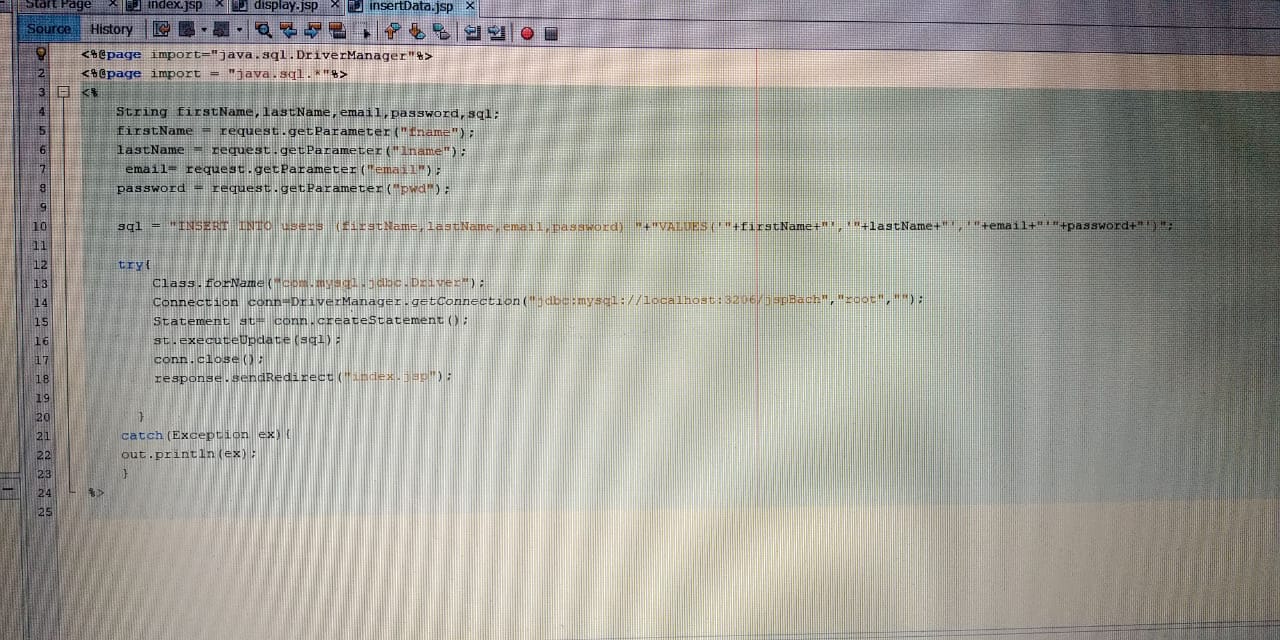 Start Page × index.jsp × display.jsp × insertData.jsp ×
Source History
<%@page import="java.sql.DriverManager"%>
2 <%@page import = "java.sql.*"%>
3 <%
4 String firstName,lastName,email,password,sql;
5 firstName = request.getParameter("fname");
6 lastName = request.getParameter("lname");
7 email= request.getParameter("email");
8 password = request.getParameter("pwd");
9
10 sql = "INSERT INTO users (firstName,lastName,email,password) "+"VALUES('"+firstName+"','"+lastName+"','"+email+"'"+password+"')";
11
12 try{
13 Class.forName("com.mysql.jdbc.Driver");
14 Connection conn=DriverManager.getConnection("jdbc:mysql://localhost:3206/jspBach","root","");
15 Statement st= conn.createStatement();
16 st.executeUpdate(sql);
17 conn.close();
18 response.sendRedirect("index.jsp");
19
20 }
21 catch(Exception ex){
22 out.println(ex);
23 }
24 %>
25